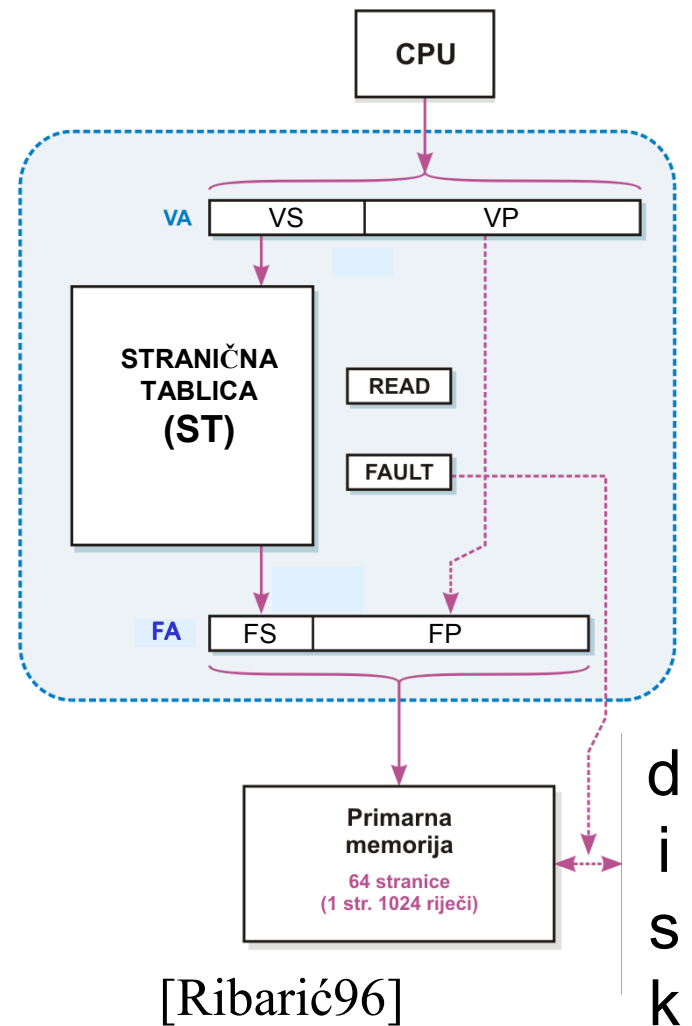 CPU
VA
VS
VP
STRANIČNA
TABLICA
(ST)
READ
FAULT
FA
FS
FP
Primarna
memorija
64 stranice
(1 str. 1024 riječi)
d
i
s
k
[Ribarić96]